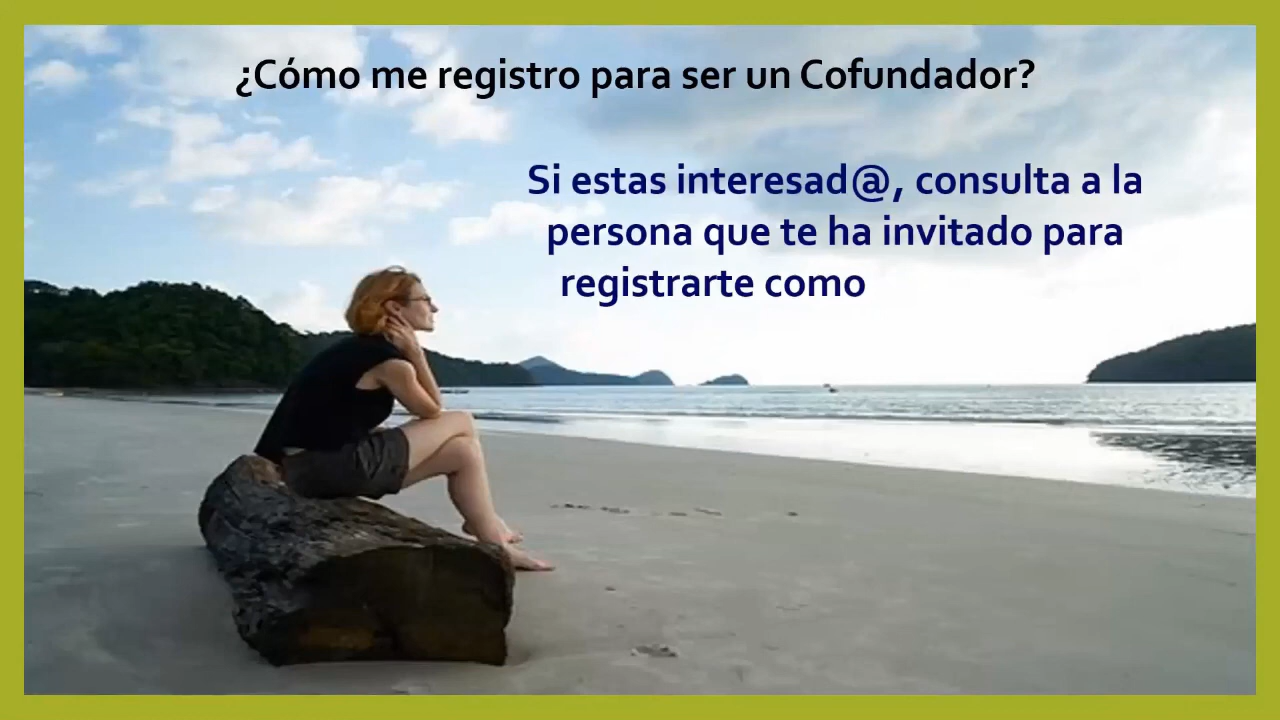 ¿Cómo me registro para ser un Cofundador?
Si estas interesad@, consulta a la
persona que te ha invitado para
registrarte como